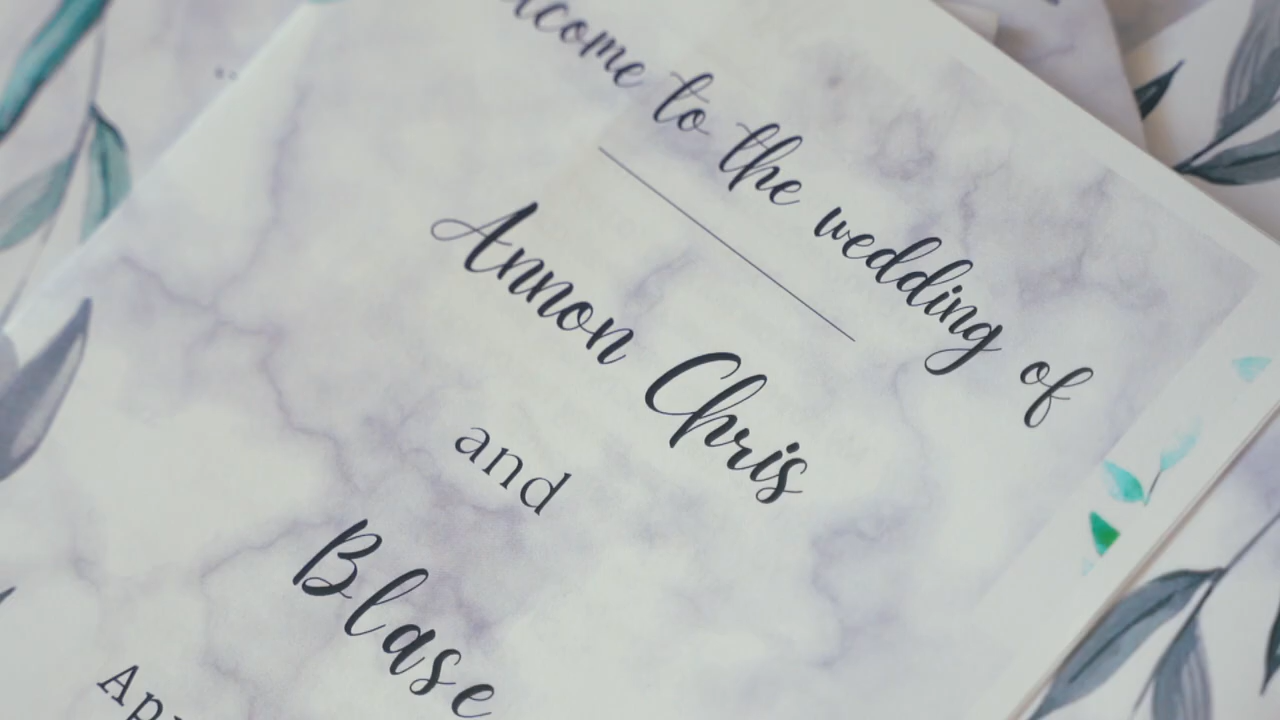 to the wedding of
Annon Chris
and
Blase